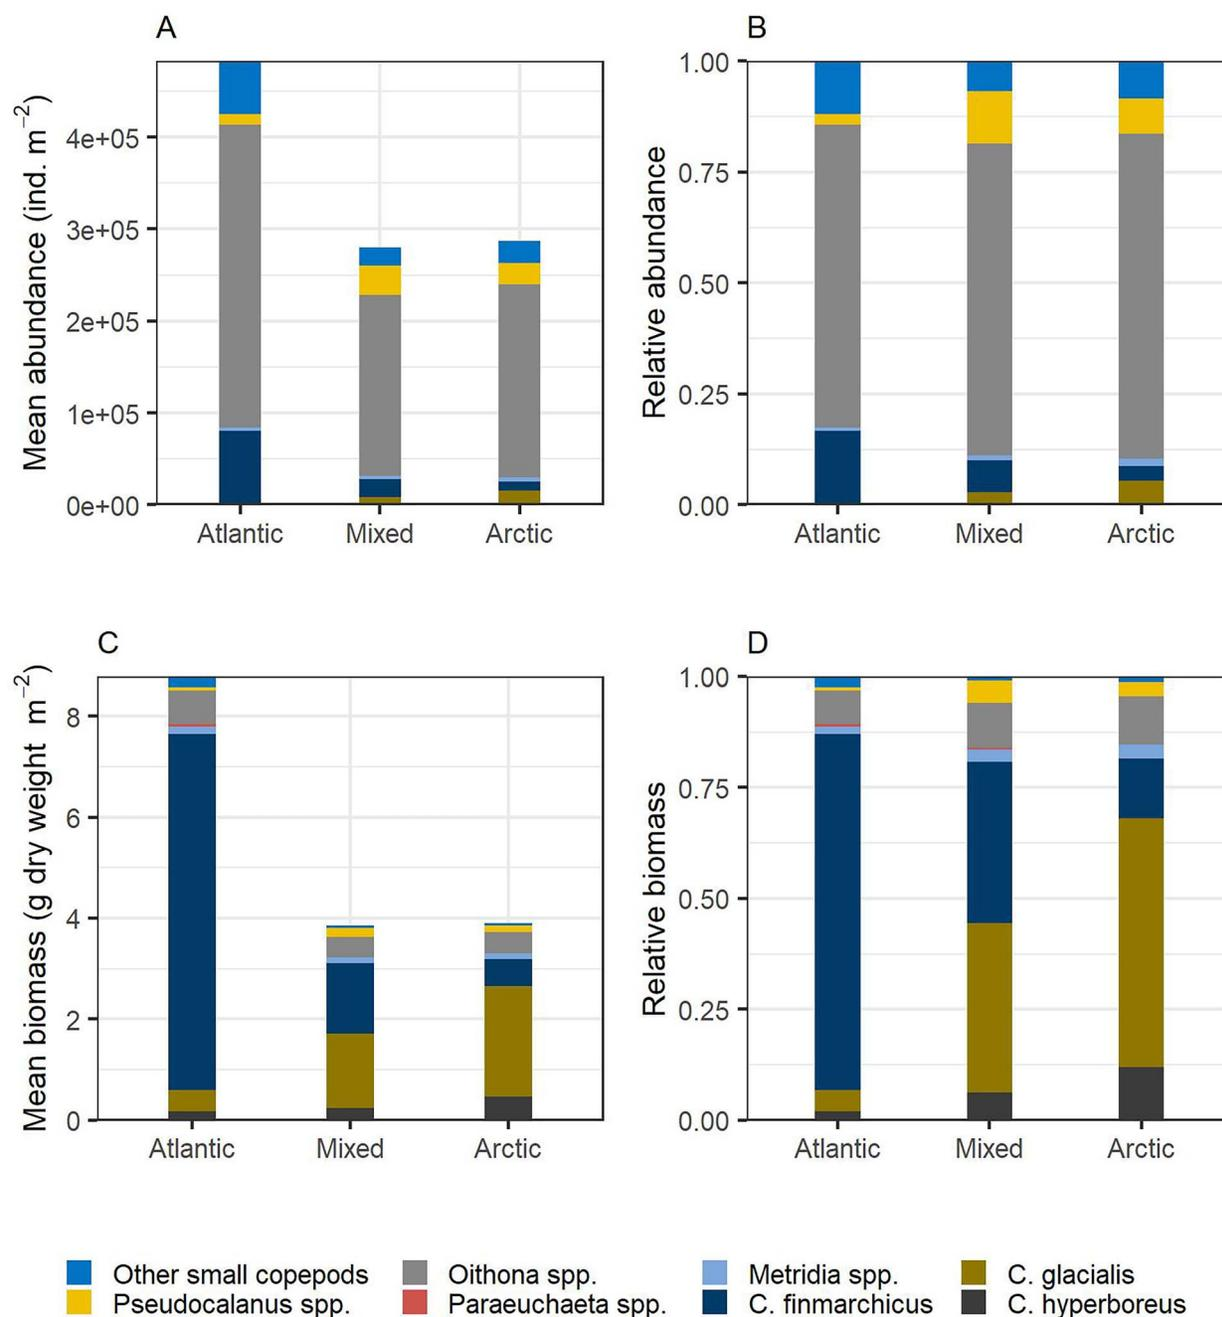 A
Mean abundance (ind. m⁻²)
4e+05
3e+05
2e+05
1e+05
0e+00
Atlantic Mixed Arctic
B
Relative abundance
1.00
0.75
0.50
0.25
0.00
Atlantic Mixed Arctic
C
Mean biomass (g dry weight m⁻²)
8
6
4
2
0
Atlantic Mixed Arctic
D
Relative biomass
1.00
0.75
0.50
0.25
0.00
Atlantic Mixed Arctic
Other small copepods Oithona spp. Metridia spp. C. glacialis
Pseudocalanus spp. Paraeuchaeta spp. C. finmarchicus C. hyperboreus